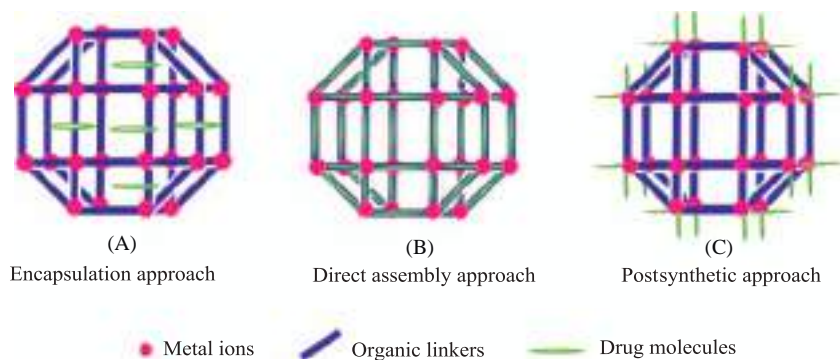 (A)
(B)
(C)
Encapsulation approach
Direct assembly approach
Postsynthetic approach
Metal ions
Organic linkers
Drug molecules